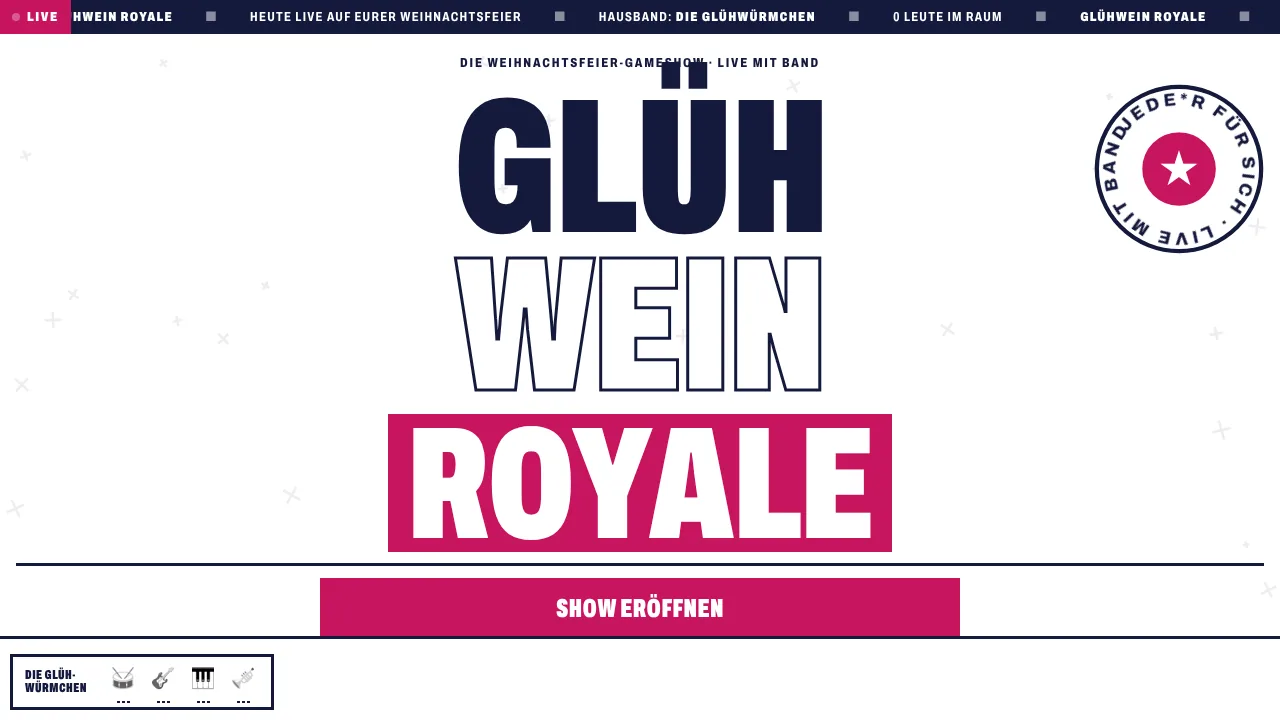 LIVE HWEIN ROYALE ■ HEUTE LIVE AUF EURER WEIHNACHTSFEIER ■ HAUSBAND: DIE GLÜHWÜRMCHEN ■ 0 LEUTE IM RAUM ■ GLÜHWEIN ROYALE ■
DIE WEIHNACHTSFEIER-GAMESHOW · LIVE MIT BAND
GLÜH
WEIN
ROYALE
JEDE*R FÜR SICH · LIVE MIT BAND
SHOW ERÖFFNEN
DIE GLÜH-
WÜRMCHEN